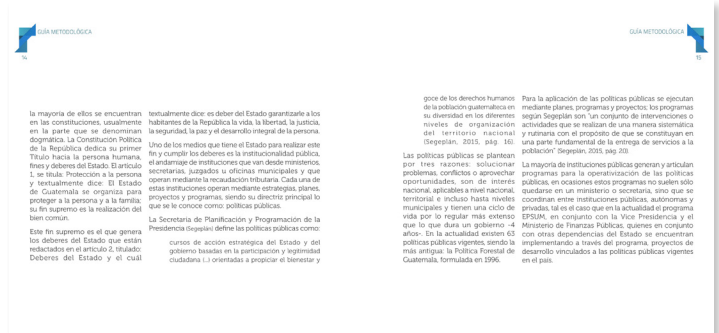 GUÍA METODOLÓGICA
14
la mayoría de ellos se encuentran
en las constituciones, usualmente
en la parte que se denominan
dogmática. La Constitución Política
de la República dedica su primer
Título hacia la persona humana,
fines y deberes del Estado. El artículo
1, se titula: Protección a la persona
y textualmente dice: El Estado
de Guatemala se organiza para
proteger a la persona y a la familia;
su fin supremo es la realización del
bien común.
Este fin supremo es el que genera
los deberes del Estado que están
redactados en el artículo 2, titulado:
Deberes del Estado y el cuál
textualmente dice: es deber del Estado garantizarle a los
habitantes de la República la vida, la libertad, la justicia,
la seguridad, la paz y el desarrollo integral de la persona.
Uno de los medios que tiene el Estado para realizar este
fin y cumplir los deberes es la institucionalidad pública,
el andamiaje de instituciones que van desde ministerios,
secretarias, juzgados u oficinas municipales y que
operan mediante la recaudación tributaria. Cada una de
estas instituciones operan mediante estrategias, planes,
proyectos y programas, siendo su directriz principal lo
que se le conoce como: políticas públicas.
La Secretaría de Planificación y Programación de la
Presidencia (Segeplán) define las políticas públicas como:
cursos de acción estratégica del Estado y del
gobierno basadas en la participación y legitimidad
ciudadana (...) orientadas a propiciar el bienestar y
GUÍA METODOLÓGICA
15
goce de los derechos humanos
de la población guatemalteca en
su diversidad en los diferentes
niveles de organización
del territorio nacional
(Segeplán, 2015, pág. 16).
Las políticas públicas se plantean
por tres razones: solucionar
problemas, conflictos o aprovechar
oportunidades, son de interés
nacional, aplicables a nivel nacional,
territorial e incluso hasta niveles
municipales y tienen una ciclo de
vida por lo regular más extenso
que lo que dura un gobierno -4
años-. En la actualidad existen 63
políticas públicas vigentes, siendo la
más antigua: la Política Forestal de
Guatemala, formulada en 1996.
Para la aplicación de las políticas públicas se ejecutan
mediante planes, programas y proyectos; los programas
según Segeplán son "un conjunto de intervenciones o
actividades que se realizan de una manera sistemática
y rutinaria con el propósito de que se constituyan en
una parte fundamental de la entrega de servicios a la
población" (Segeplán, 2015, pág. 20).
La mayoría de instituciones públicas generan y articulan
programas para la operativización de las políticas
públicas, en ocasiones estos programas no suelen sólo
quedarse en un ministerio o secretaria, sino que se
coordinan entre instituciones públicas, autónomas y
privadas, tal es el caso que en la actualidad el programa
EPSUM, en conjunto con la Vice Presidencia y el
Ministerio de Finanzas Públicas, quienes en conjunto
con otras dependencias del Estado se encuentran
implementando a través del programa, proyectos de
desarrollo vinculados a las políticas públicas vigentes
en el país.